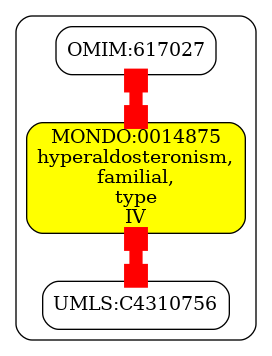 OMIM:617027
MONDO:0014875
hyperaldosteronism,
familial,
type
IV
UMLS:C4310756